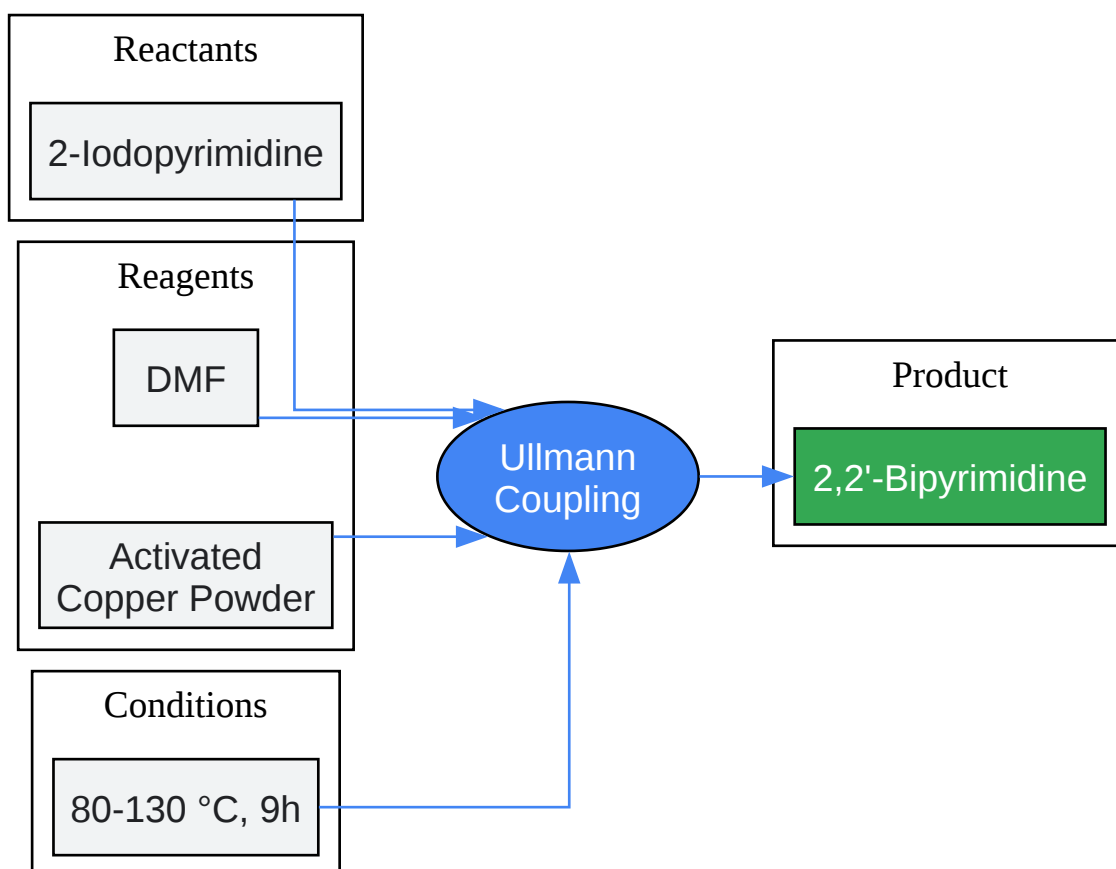 Reactants
2-Iodopyrimidine
Reagents
DMF
Activated
Copper Powder
Conditions
80-130 °C, 9h
Ullmann
Coupling
Product
2,2'-Bipyrimidine